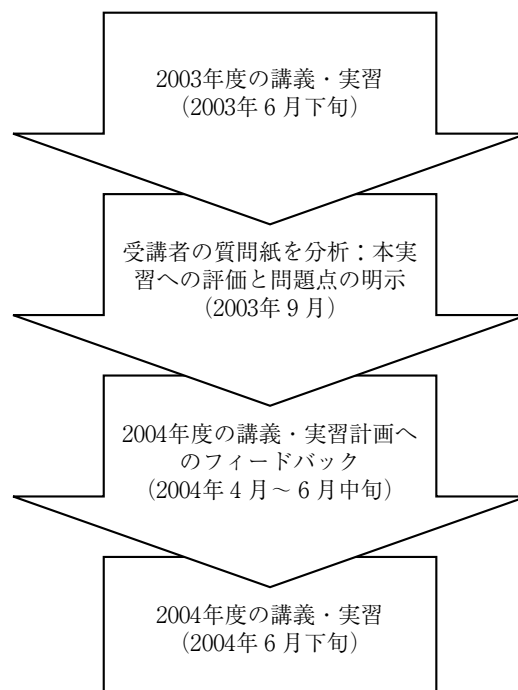 2003年度の講義・実習
（2003年６月下旬）
受講者の質問紙を分析：本実
習への評価と問題点の明示
（2003年９月）
2004年度の講義・実習計画へ
のフィードバック
（2004年４月～６月中旬）
2004年度の講義・実習
（2004年６月下旬）